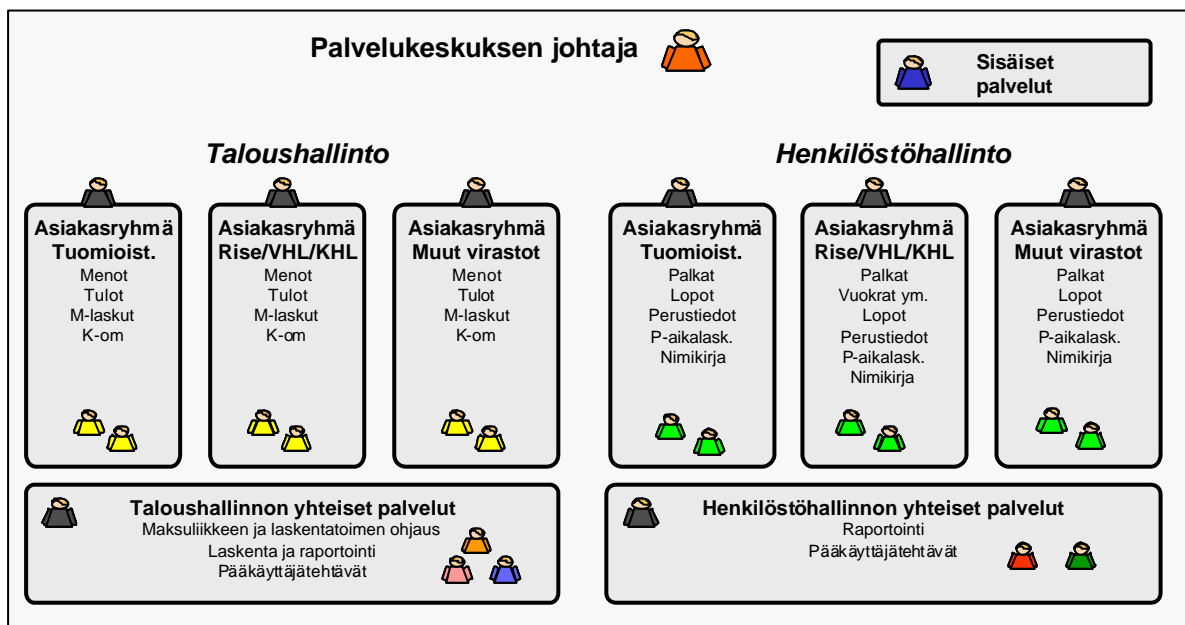 Palvelukeskuksen johtaja
Sisäiset
palvelut
Taloushallinto
Asiakasryhmä
Tuomioist.
Menot
Tulot
M-laskut
K-om
Asiakasryhmä
Rise/VHL/KHL
Menot
Tulot
M-laskut
K-om
Asiakasryhmä
Muut virastot
Menot
Tulot
M-laskut
K-om
Taloushallinnon yhteiset palvelut
Maksuliikkeen ja laskentatoimen ohjaus
Laskenta ja raportointi
Pääkäyttäjätehtävät
Henkilöstöhallinto
Asiakasryhmä
Tuomioist.
Palkat
Lopot
Perustiedot
P-aikalask.
Nimikirja
Asiakasryhmä
Rise/VHL/KHL
Palkat
Vuokrat ym.
Lopot
Perustiedot
P-aikalask.
Nimikirja
Asiakasryhmä
Muut virastot
Palkat
Lopot
Perustiedot
P-aikalask.
Nimikirja
Henkilöstöhallinnon yhteiset palvelut
Raportointi
Pääkäyttäjätehtävät